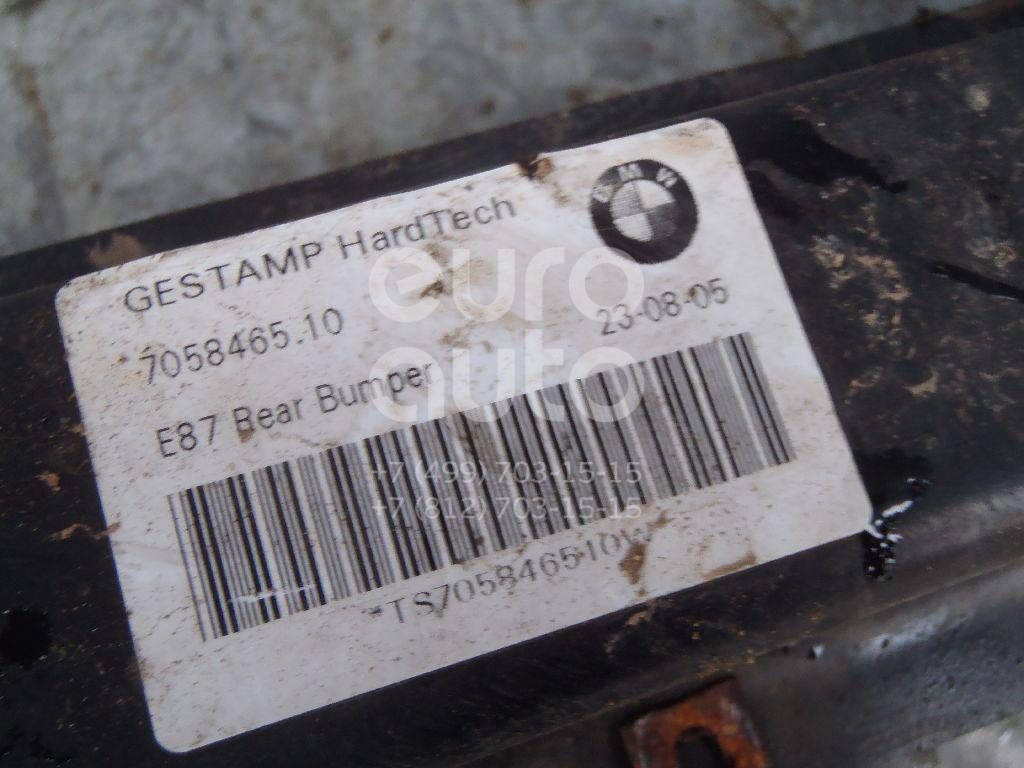 BMW
GESTAMP HardTech
7058465.10
23-08-05
E87 Rear Bumper
euro
auto
+7 (499) 703-15-15
+7 (812) 703-15-15